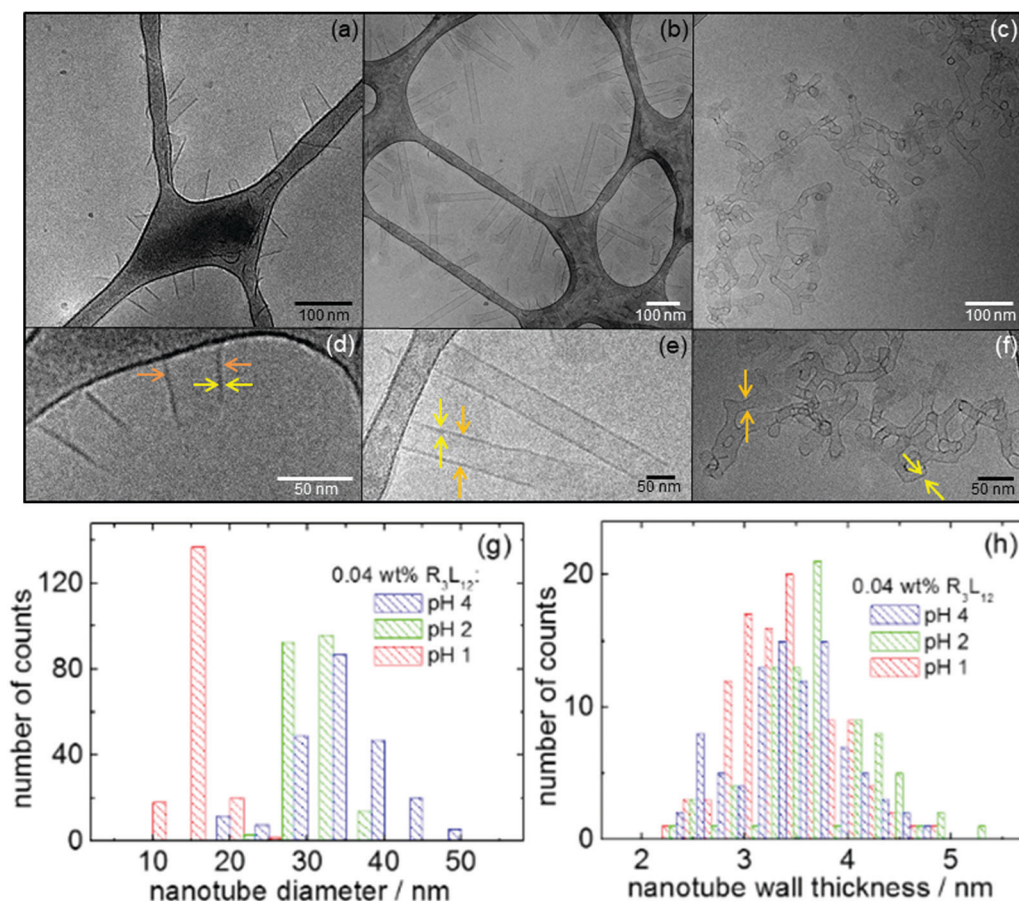 (a)
(b)
(c)
100 nm
100 nm
100 nm
(d)
(e)
(f)
50 nm
50 nm
50 nm
(g)
0.04 wt% R₃L₁₂:
pH 4
pH 2
pH 1
number of counts
0
40
80
120
10
20
30
40
50
nanotube diameter / nm
(h)
0.04 wt% R₃L₁₂
pH 4
pH 2
pH 1
number of counts
0
10
20
2
3
4
5
nanotube wall thickness / nm